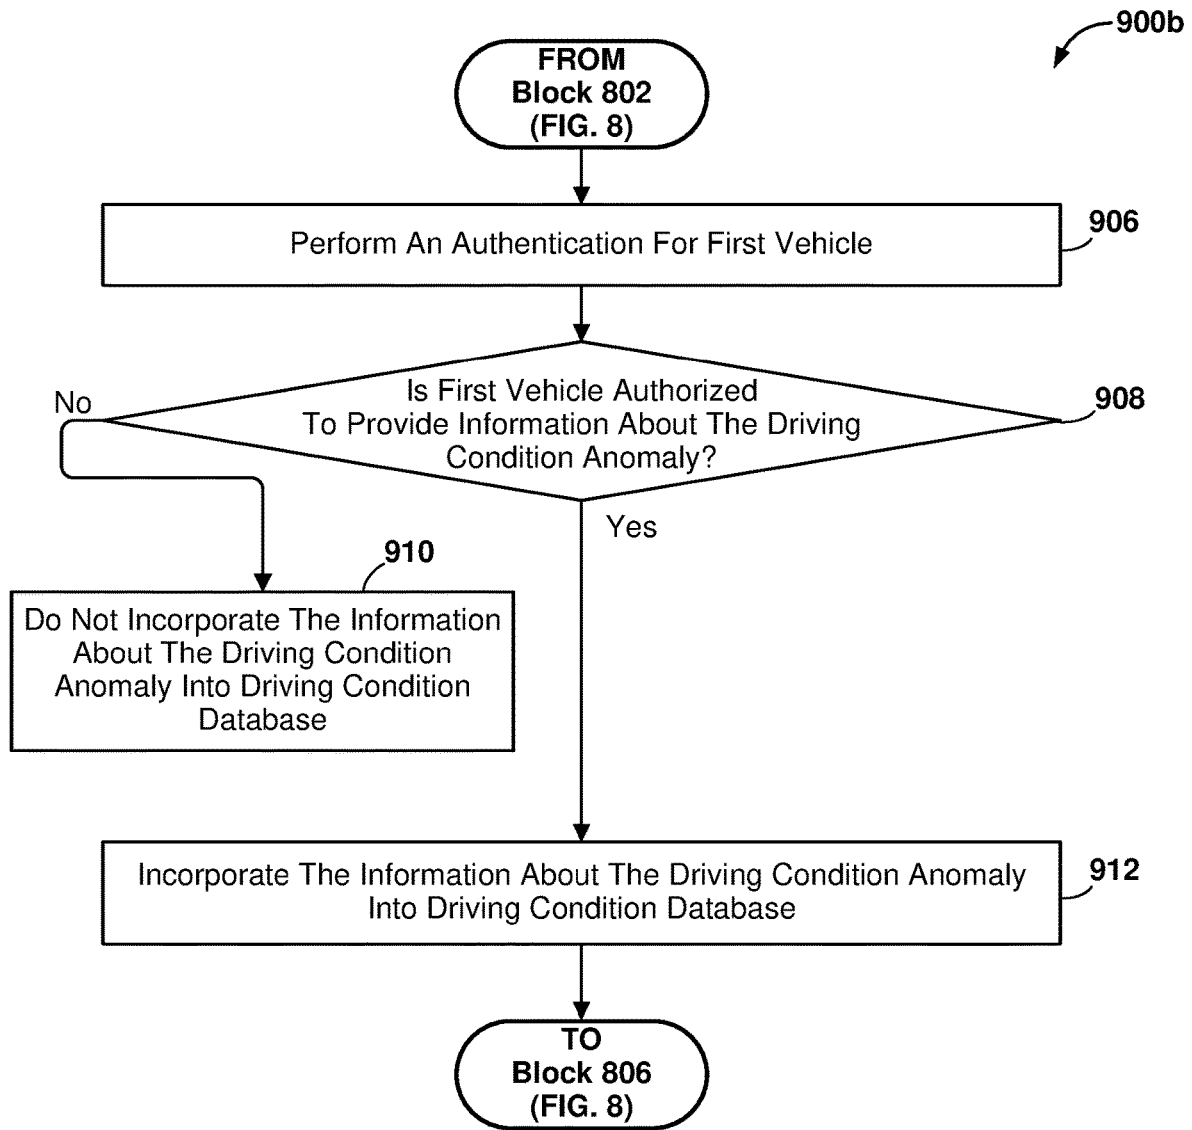 900b
FROM
Block 802
(FIG. 8)
906
Perform An Authentication For First Vehicle
908
Is First Vehicle Authorized
To Provide Information About The Driving
Condition Anomaly?
No
Yes
910
Do Not Incorporate The Information
About The Driving Condition
Anomaly Into Driving Condition
Database
912
Incorporate The Information About The Driving Condition Anomaly
Into Driving Condition Database
TO
Block 806
(FIG. 8)